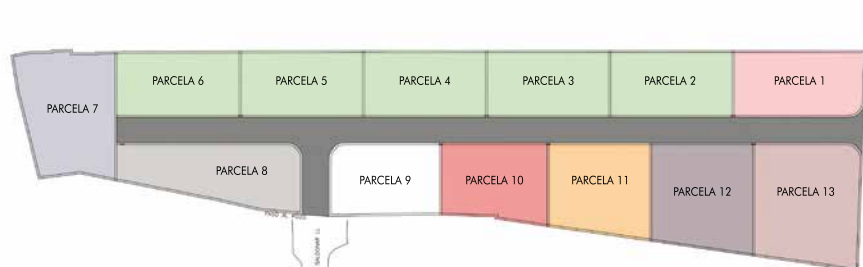 PARCELA 6
PARCELA 5
PARCELA 4
PARCELA 3
PARCELA 2
PARCELA 1
PARCELA 7
PARCELA 8
PARCELA 9
PARCELA 10
PARCELA 11
PARCELA 12
PARCELA 13